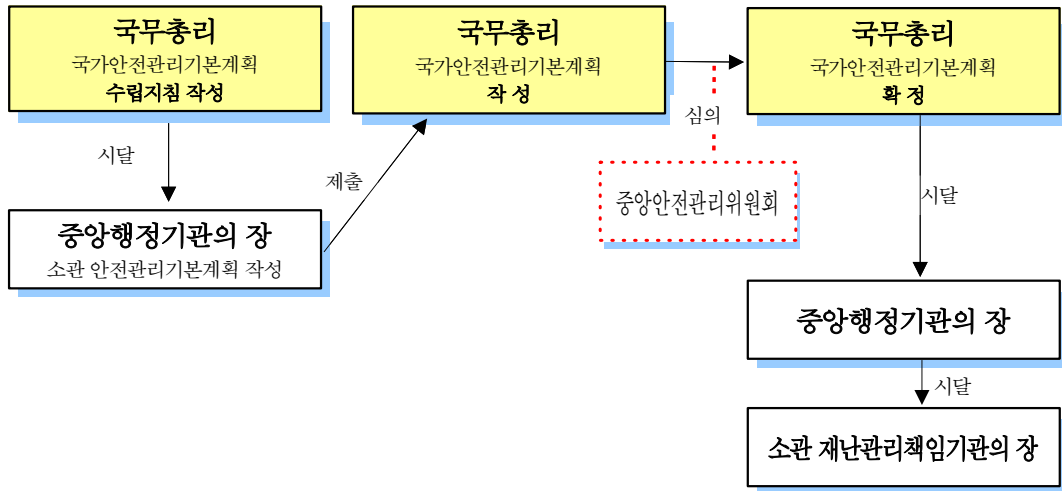 국무총리
국가안전관리기본계획
수립지침 작성
시달
중앙행정기관의 장
소관 안전관리기본계획 작성
제출
국무총리
국가안전관리기본계획
작 성
심의
중앙안전관리위원회
국무총리
국가안전관리기본계획
확 정
시달
중앙행정기관의 장
시달
소관 재난관리책임기관의 장